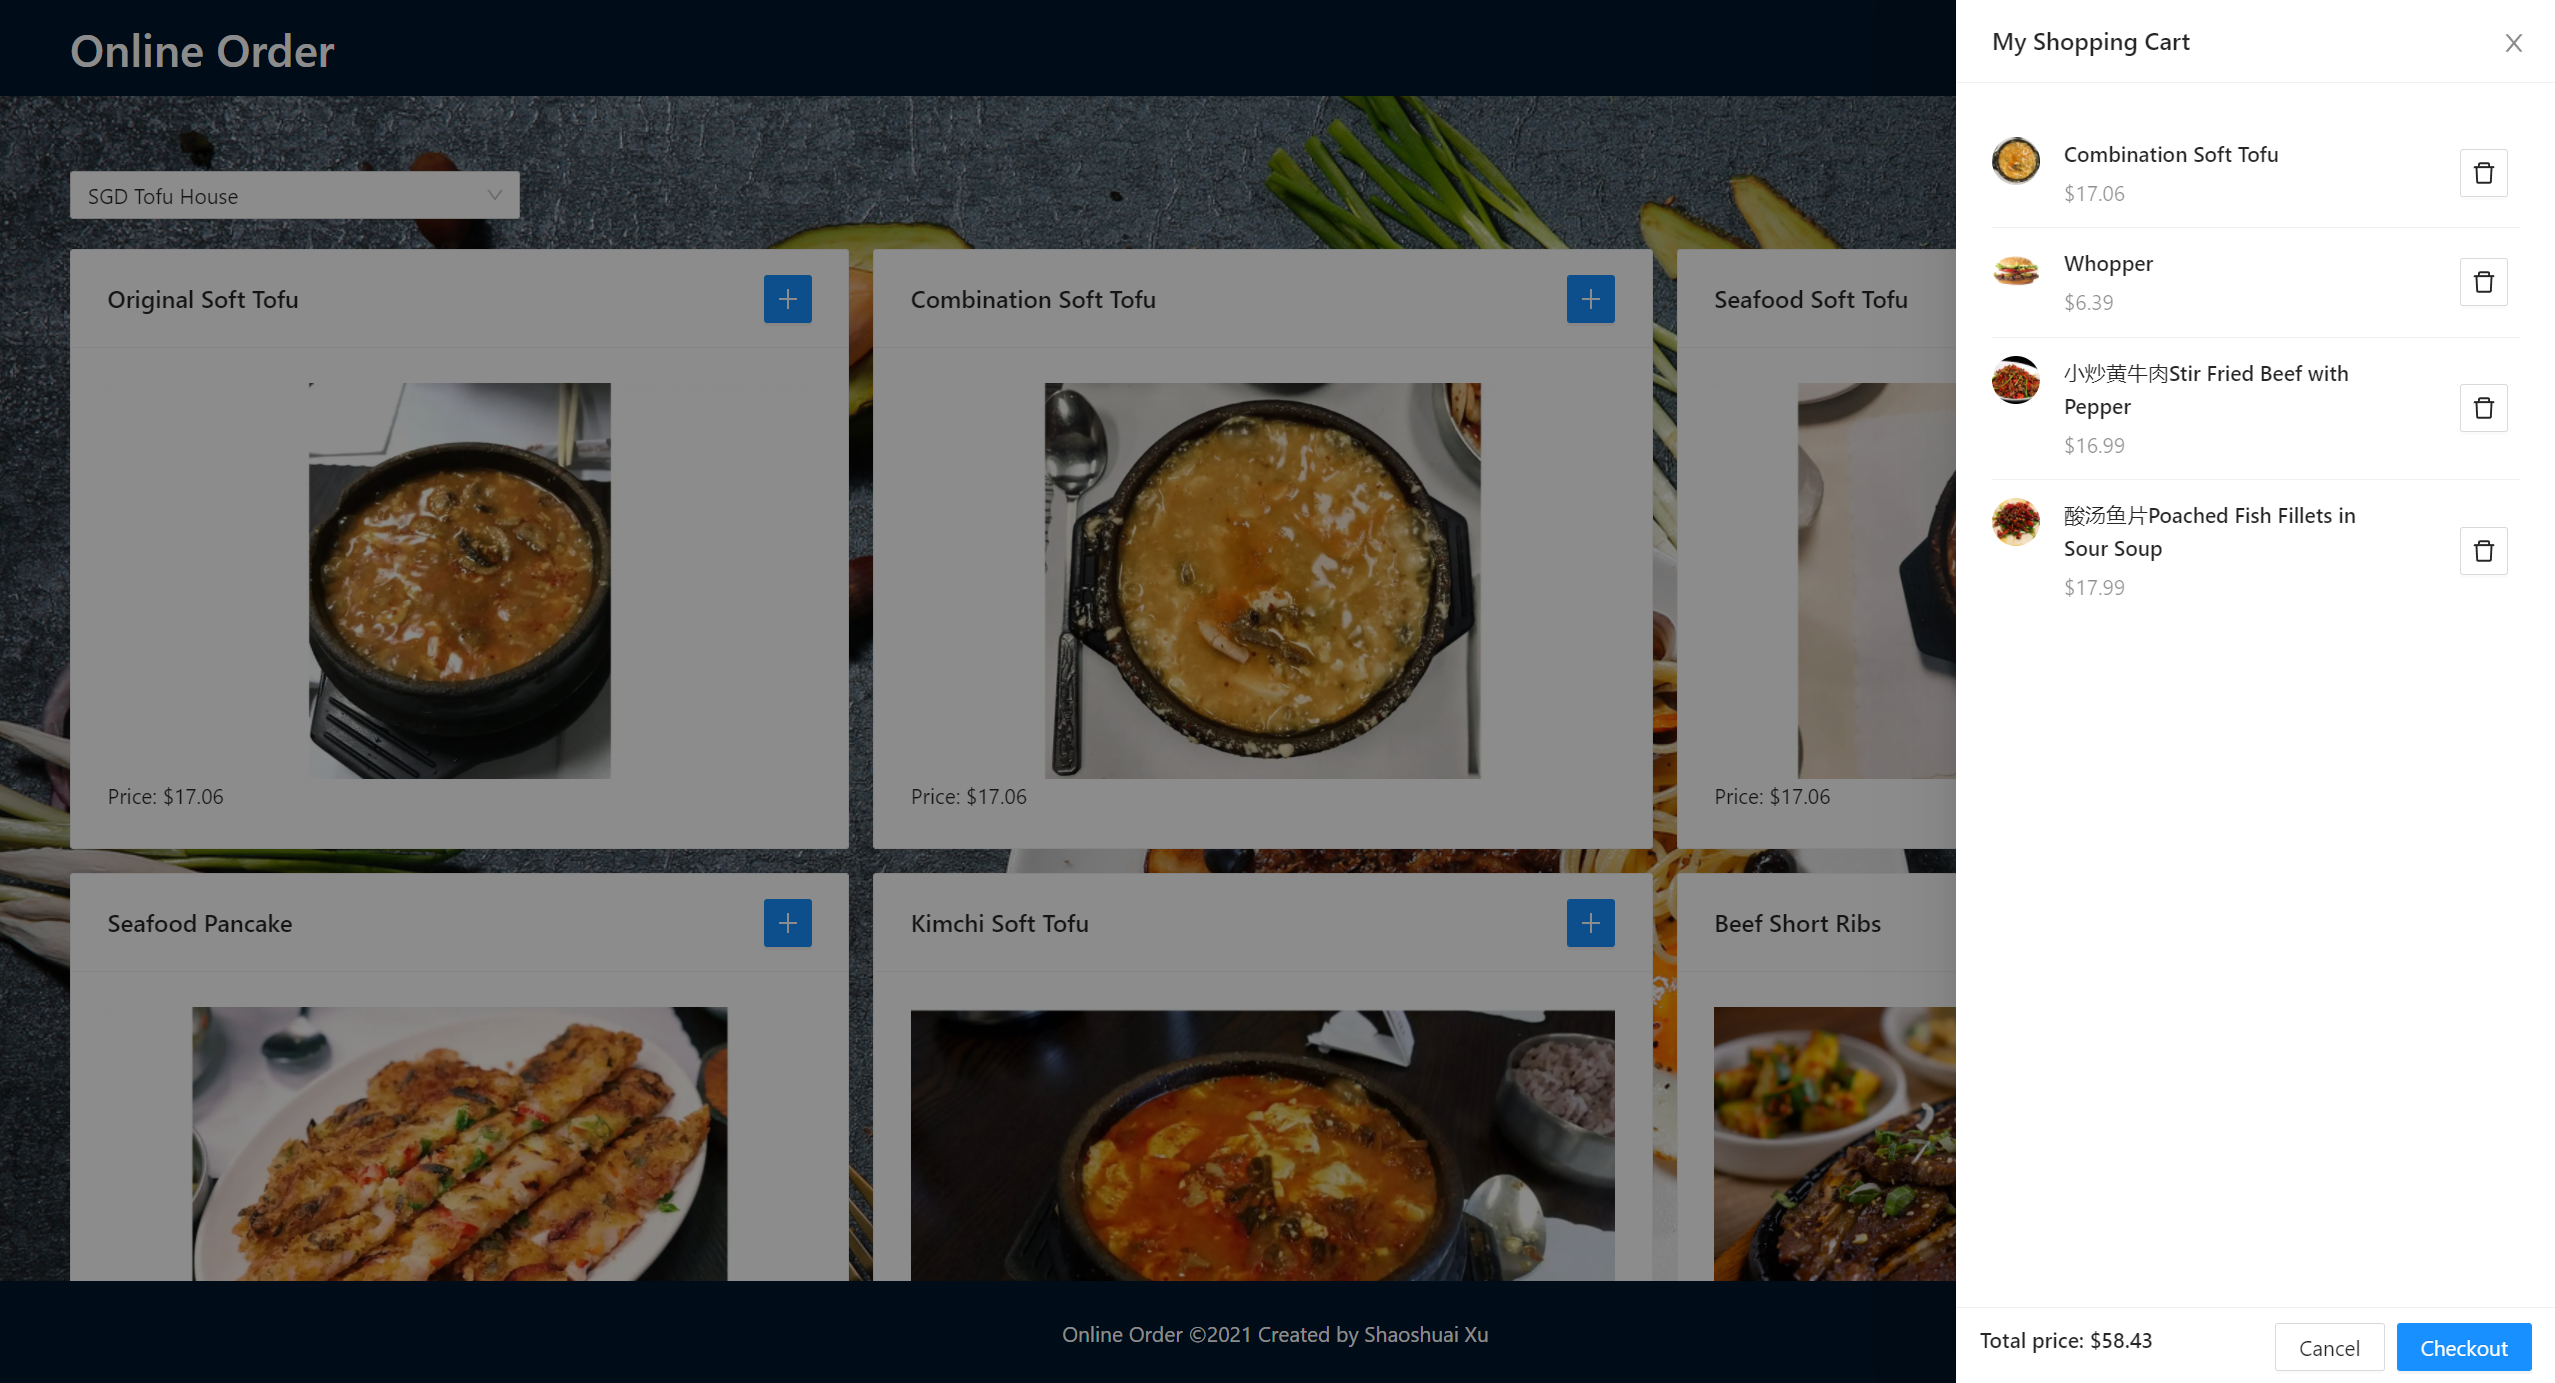 Online Order
SGD Tofu House
Original Soft Tofu
Combination Soft Tofu
Seafood Soft Tofu
Price: $17.06
Price: $17.06
Price: $17.06
Seafood Pancake
Kimchi Soft Tofu
Beef Short Ribs
Online Order ©2021 Created by Shaoshuai Xu
My Shopping Cart
Combination Soft Tofu
$17.06
Whopper
$6.39
小炒黄牛肉Stir Fried Beef with
Pepper
$16.99
酸汤鱼片Poached Fish Fillets in
Sour Soup
$17.99
Total price: $58.43
Cancel
Checkout